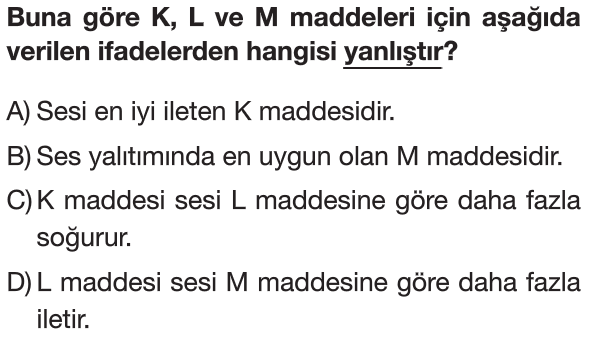 Buna göre K, L ve M maddeleri için aşağıda
verilen ifadelerden hangisi yanlıştır?
A) Sesi en iyi ileten K maddesidir.
B) Ses yalıtımında en uygun olan M maddesidir.
C) K maddesi sesi L maddesine göre daha fazla
soğurur.
D) L maddesi sesi M maddesine göre daha fazla
iletir.